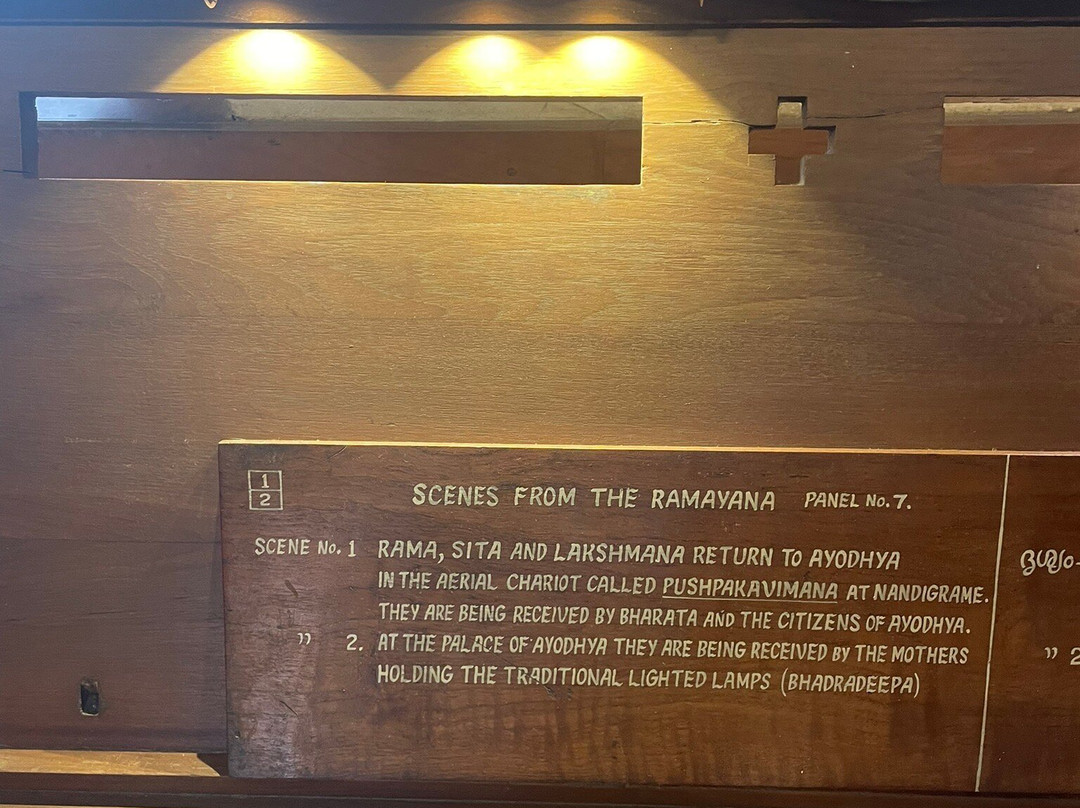 1
2
SCENES FROM THE RAMAYANA PANEL No. 7.
SCENE No. 1 RAMA, SITA AND LAKSHMANA RETURN TO AYODHYA
IN THE AERIAL CHARIOT CALLED PUSHPAKAVIMANA AT NANDIGRAME.
THEY ARE BEING RECEIVED BY BHARATA AND THE CITIZENS OF AYODHYA.
" 2. AT THE PALACE OF AYODHYA THEY ARE BEING RECEIVED BY THE MOTHERS
HOLDING THE TRADITIONAL LIGHTED LAMPS (BHADRADEEPA)
ദൃശ്യം-
" 2